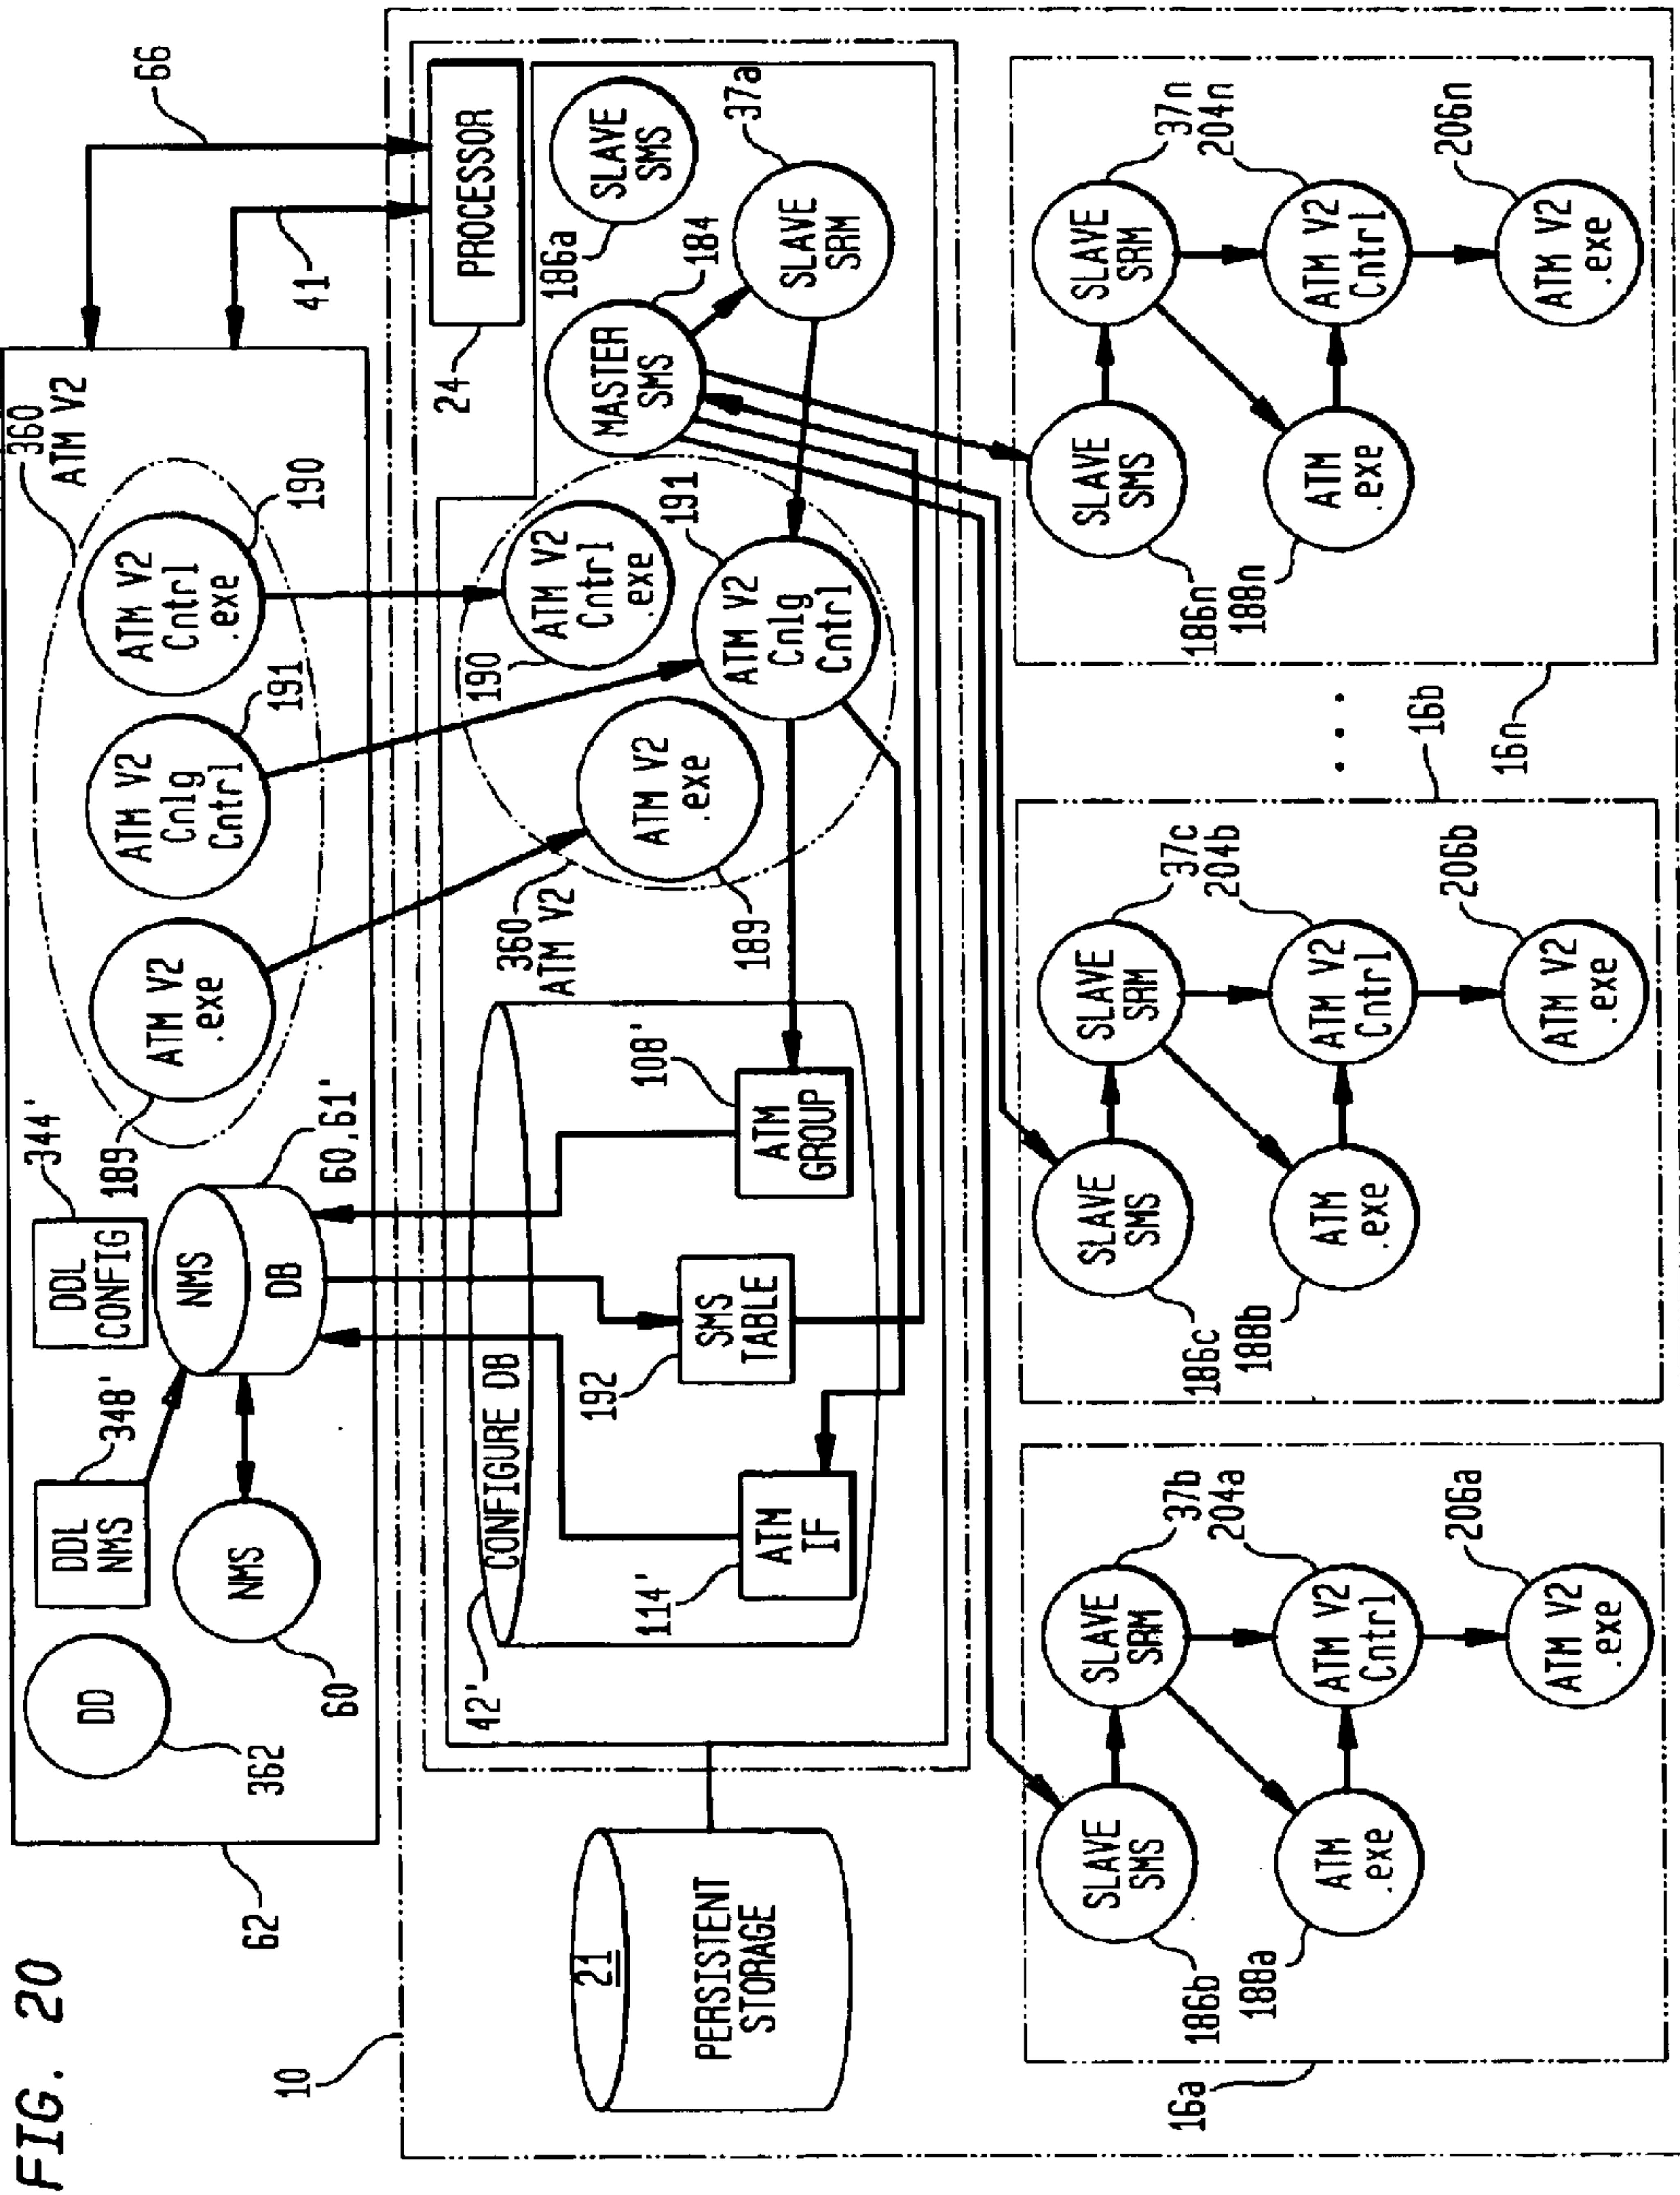 FIG. 20
62
DD
362
DDL
NMS
348'
NMS
60
DDL
CONFIG
344'
NMS
DB
60,61'
189
ATM V2
.exe
ATM V2
Cnlg
Cntrl
191
ATM V2
Cntrl
.exe
190
360
ATM V2
66
41
10
21
PERSISTENT
STORAGE
42'
CONFIGURE DB
ATM
IF
114'
SMS
TABLE
192
ATM
GROUP
108'
360
ATM V2
189
ATM V2
.exe
190
ATM V2
Cntrl
.exe
ATM V2
Cnlg
Cntrl
191
24
PROCESSOR
MASTER
SMS
184
186a
SLAVE
SMS
SLAVE
SRM
37a
16a
SLAVE
SMS
186b
SLAVE
SRM
37b
204a
188a
ATM
.exe
ATM V2
Cntrl
206a
ATM V2
.exe
SLAVE
SMS
186c
SLAVE
SRM
37c
204b
188b
ATM
.exe
ATM V2
Cntrl
206b
ATM V2
.exe
16b
. . .
16n
SLAVE
SMS
186n
SLAVE
SRM
37n
204n
188n
ATM
.exe
ATM V2
Cntrl
206n
ATM V2
.exe